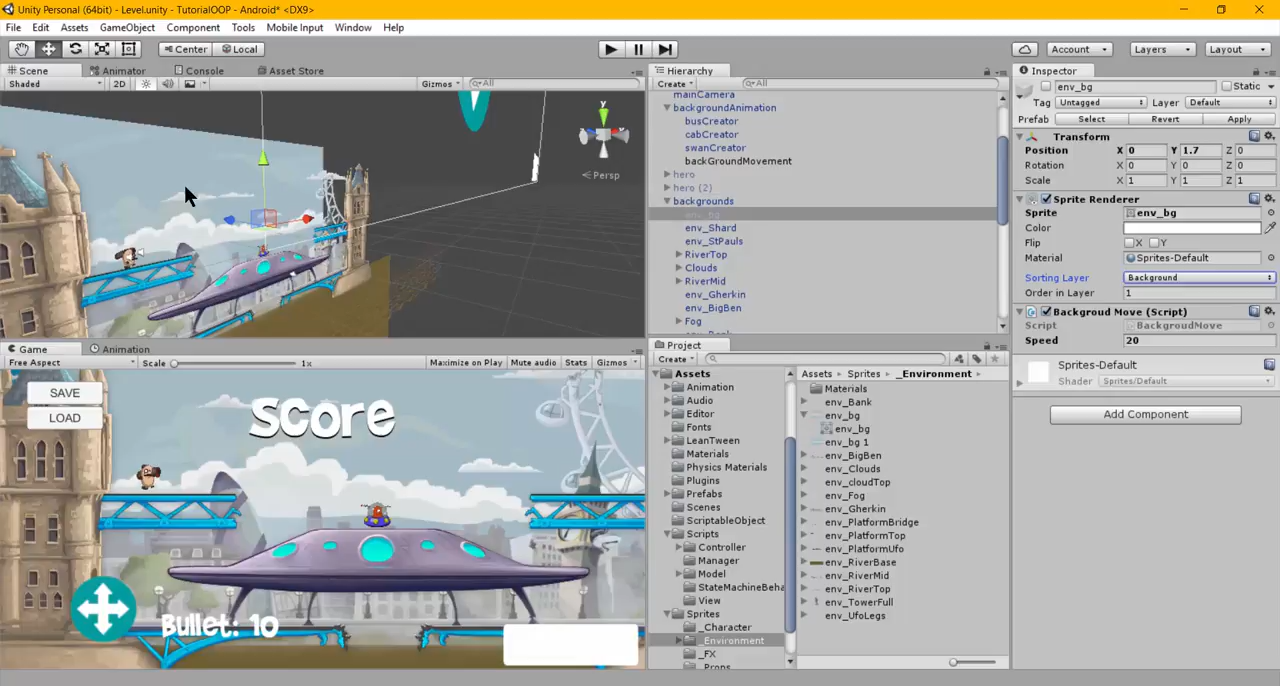 Unity Personal (64bit) - Level.unity - TutorialOOP - Android* <DX9>
File Edit Assets GameObject Component Tools Mobile Input Window Help
Center Local Account Layers Layout
Scene Animator Console Asset Store
Shaded 2D Gizmos All
y
Persp
Hierarchy
Create All
mainCamera
backgroundAnimation
busCreator
cabCreator
swanCreator
backGroundMovement
hero
hero (2)
backgrounds
env_bg
env_Shard
env_StPauls
RiverTop
Clouds
RiverMid
env_Gherkin
env_BigBen
Fog
Inspector
env_bg Static
Tag Untagged Layer Default
Prefab Select Revert Apply
Transform
Position X 0 Y 1.7 Z 0
Rotation X 0 Y 0 Z 0
Scale X 1 Y 1 Z 1
Sprite Renderer
Sprite env_bg
Color
Flip X Y
Material Sprites-Default
Sorting Layer Background
Order in Layer 1
Backgroud Move (Script)
Script BackgroudMove
Speed 20
Sprites-Default
Shader Sprites/Default
Add Component
Game Animation
Free Aspect Scale 1x Maximize on Play Mute audio Stats Gizmos
SAVE
LOAD
score
Bullet: 10
Project
Create
Assets
Animation
Audio
Editor
Fonts
LeanTween
Materials
Physics Materials
Plugins
Prefabs
Scenes
ScriptableObject
Scripts
Controller
Manager
Model
StateMachineBeha
View
Sprites
_Character
_Environment
_FX
_Props
Assets Sprites _Environment
Materials
env_Bank
env_bg
env_bg
env_bg 1
env_BigBen
env_Clouds
env_cloudTop
env_Fog
env_Gherkin
env_PlatformBridge
env_PlatformTop
env_PlatformUfo
env_RiverBase
env_RiverMid
env_RiverTop
env_TowerFull
env_UfoLegs